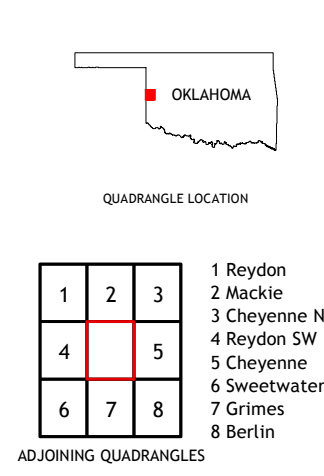 OKLAHOMA
QUADRANGLE LOCATION
1 2 3
4 5
6 7 8
1 Reydon
2 Mackie
3 Cheyenne N
4 Reydon SW
5 Cheyenne
6 Sweetwater
7 Grimes
8 Berlin
ADJOINING QUADRANGLES